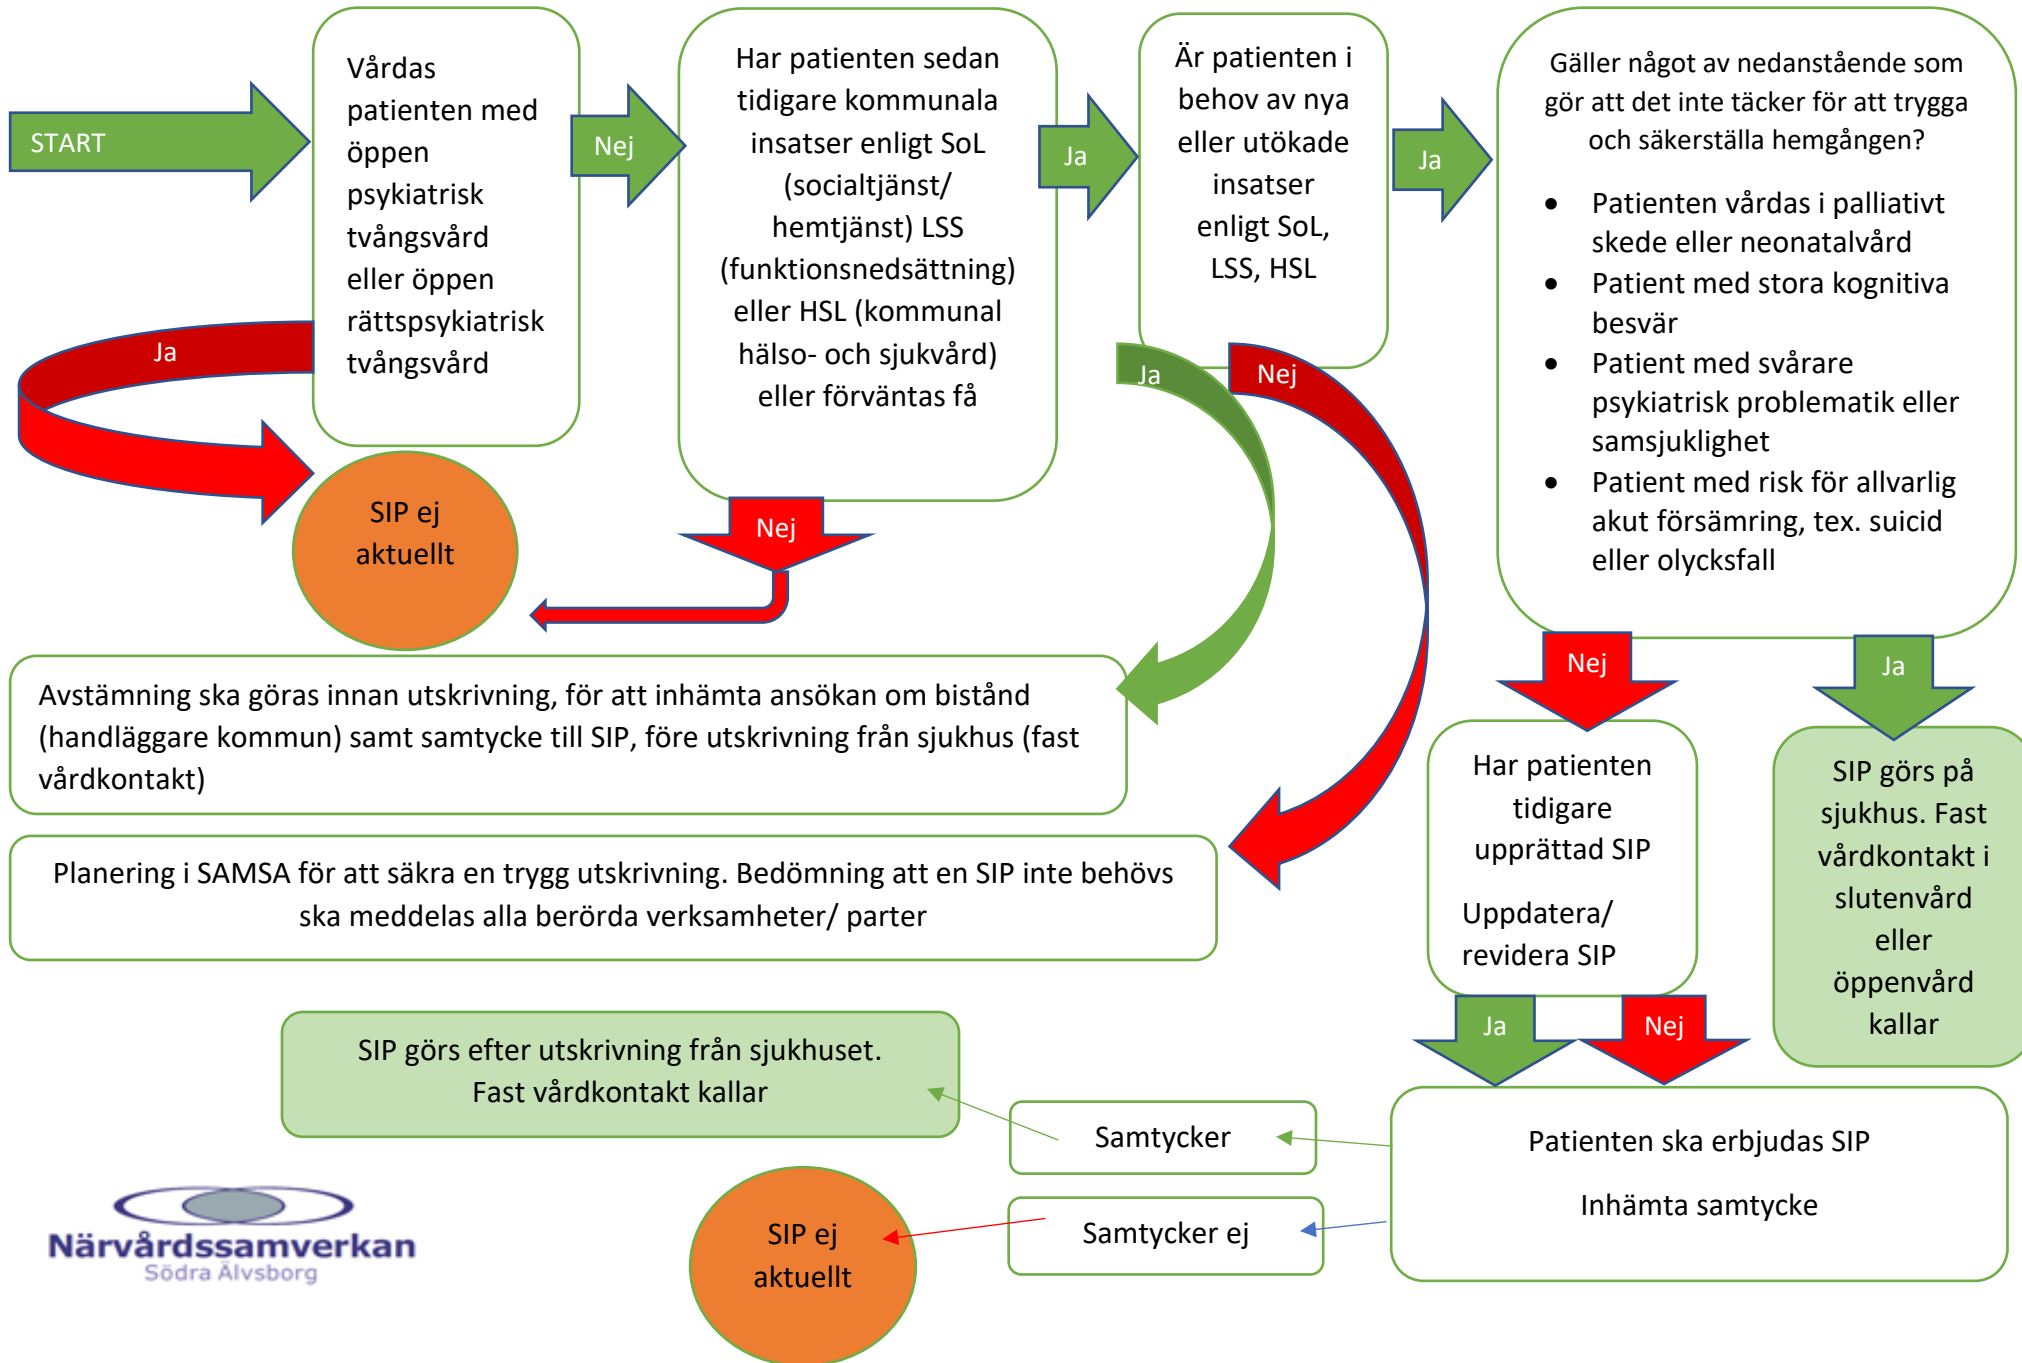 START
Vårdas
patienten med
öppen
psykiatrisk
tvångsvård
eller öppen
rättspsykiatrisk
tvångsvård
Ja
Nej
SIP ej
aktuellt
Har patienten sedan
tidigare kommunala
insatser enligt SoL
(socialtjänst/
hemtjänst) LSS
(funktionsnedsättning)
eller HSL (kommunal
hälso- och sjukvård)
eller förväntas få
Nej
Ja
Är patienten i
behov av nya
eller utökade
insatser
enligt SoL,
LSS, HSL
Ja
Nej
Ja
Gäller något av nedanstående som
gör att det inte täcker för att trygga
och säkerställa hemgången?
• Patienten vårdas i palliativt
skede eller neonatalvård
• Patient med stora kognitiva
besvär
• Patient med svårare
psykiatrisk problematik eller
samsjuklighet
• Patient med risk för allvarlig
akut försämring, tex. suicid
eller olycksfall
Nej
Ja
Avstämning ska göras innan utskrivning, för att inhämta ansökan om bistånd
(handläggare kommun) samt samtycke till SIP, före utskrivning från sjukhus (fast
vårdkontakt)
Planering i SAMSA för att säkra en trygg utskrivning. Bedömning att en SIP inte behövs
ska meddelas alla berörda verksamheter/ parter
Har patienten
tidigare
upprättad SIP
Uppdatera/
revidera SIP
SIP görs på
sjukhus. Fast
vårdkontakt i
slutenvård
eller
öppenvård
kallar
Ja
Nej
SIP görs efter utskrivning från sjukhuset.
Fast vårdkontakt kallar
Samtycker
Patienten ska erbjudas SIP
Inhämta samtycke
Samtycker ej
SIP ej
aktuellt
Närvårdssamverkan
Södra Älvsborg